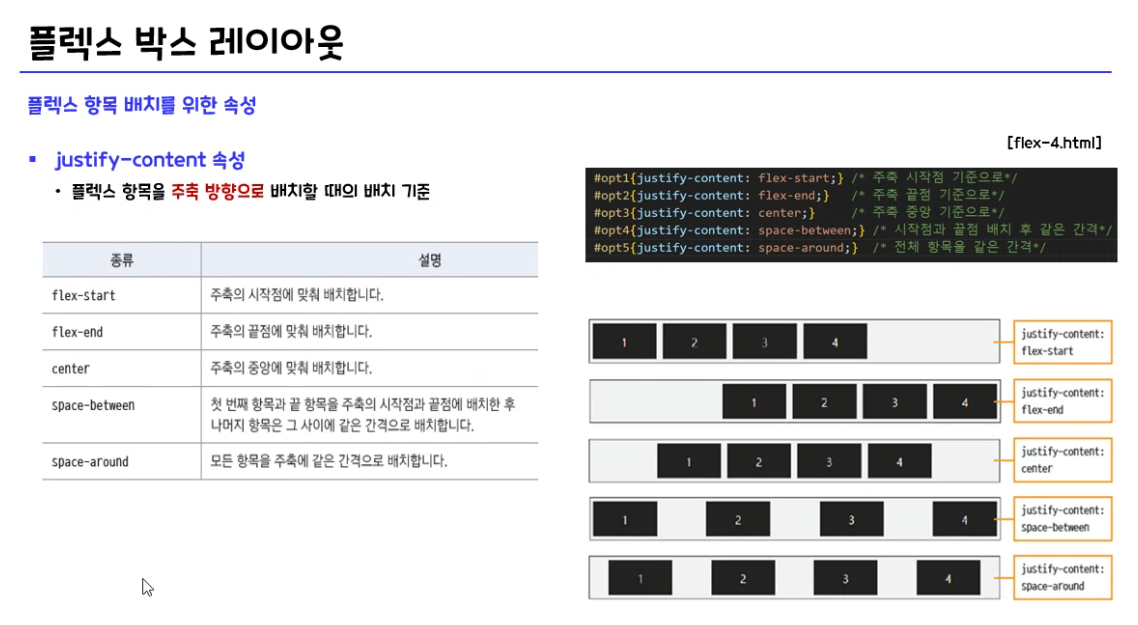 플렉스 박스 레이아웃
플렉스 항목 배치를 위한 속성
▪ justify-content 속성
• 플렉스 항목을 주축 방향으로 배치할 때의 배치 기준
종류 설명
flex-start 주축의 시작점에 맞춰 배치합니다.
flex-end 주축의 끝점에 맞춰 배치합니다.
center 주축의 중앙에 맞춰 배치합니다.
space-between 첫 번째 항목과 끝 항목을 주축의 시작점과 끝점에 배치한 후
나머지 항목은 그 사이에 같은 간격으로 배치합니다.
space-around 모든 항목을 주축에 같은 간격으로 배치합니다.
[flex-4.html]
#opt1{justify-content: flex-start;} /* 주축 시작점 기준으로*/
#opt2{justify-content: flex-end;} /* 주축 끝점 기준으로*/
#opt3{justify-content: center;} /* 주축 중앙 기준으로*/
#opt4{justify-content: space-between;} /* 시작점과 끝점 배치 후 같은 간격*/
#opt5{justify-content: space-around;} /* 전체 항목을 같은 간격*/
1 2 3 4
justify-content:
flex-start
1 2 3 4
justify-content:
flex-end
1 2 3 4
justify-content:
center
1 2 3 4
justify-content:
space-between
1 2 3 4
justify-content:
space-around